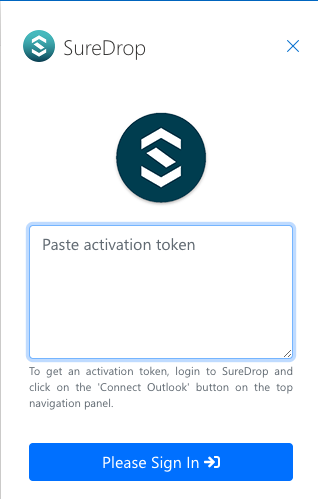 SureDrop
Paste activation token
To get an activation token, login to SureDrop and
click on the 'Connect Outlook' button on the top
navigation panel.
Please Sign In